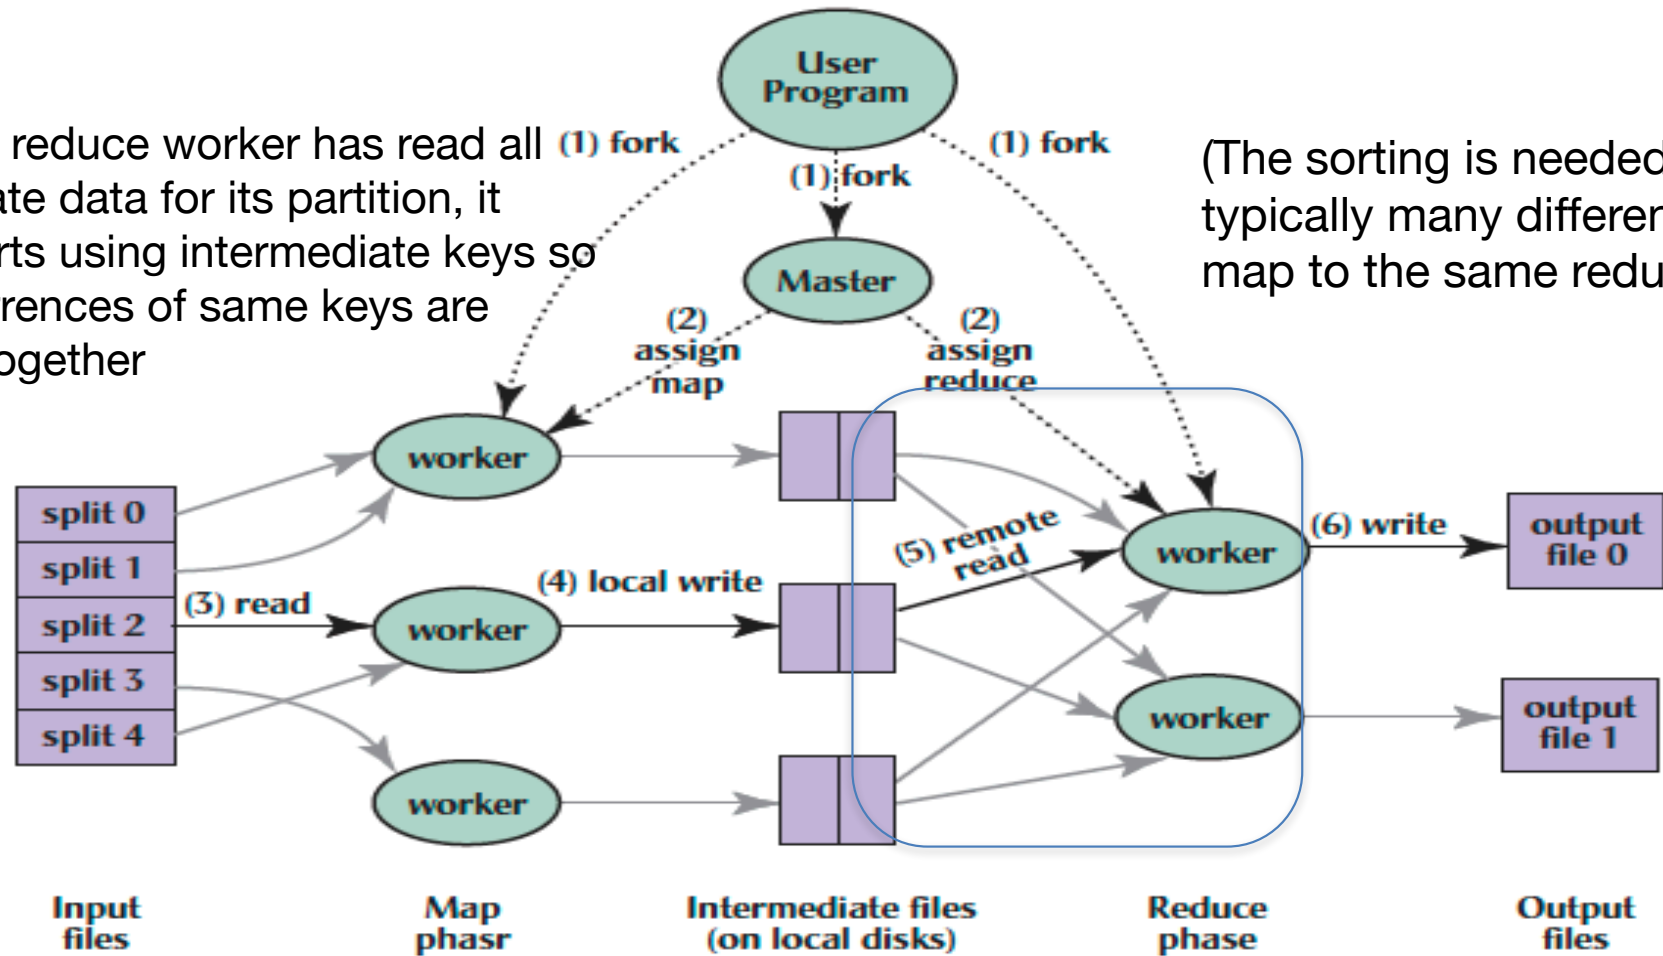 User
Program
reduce worker has read all
ate data for its partition, it
rts using intermediate keys so
rrences of same keys are
ogether
(1) fork
(1) fork
(1) fork
(The sorting is needed
typically many differen
map to the same redu
Master
(2)
assign
map
(2)
assign
reduce
worker
split 0
split 1
split 2
split 3
split 4
(3) read
worker
(4) local write
(5) remote
read
worker
(6) write
output
file 0
worker
output
file 1
worker
Input
files
Map
phasr
Intermediate files
(on local disks)
Reduce
phase
Output
files